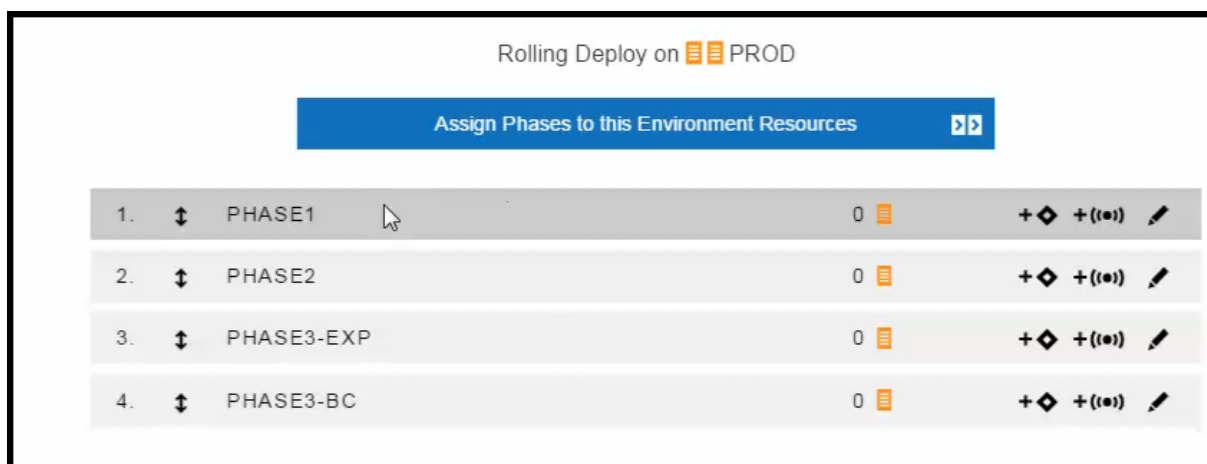 Rolling Deploy on PROD
Assign Phases to this Environment Resources
1. PHASE1 0
2. PHASE2 0
3. PHASE3-EXP 0
4. PHASE3-BC 0